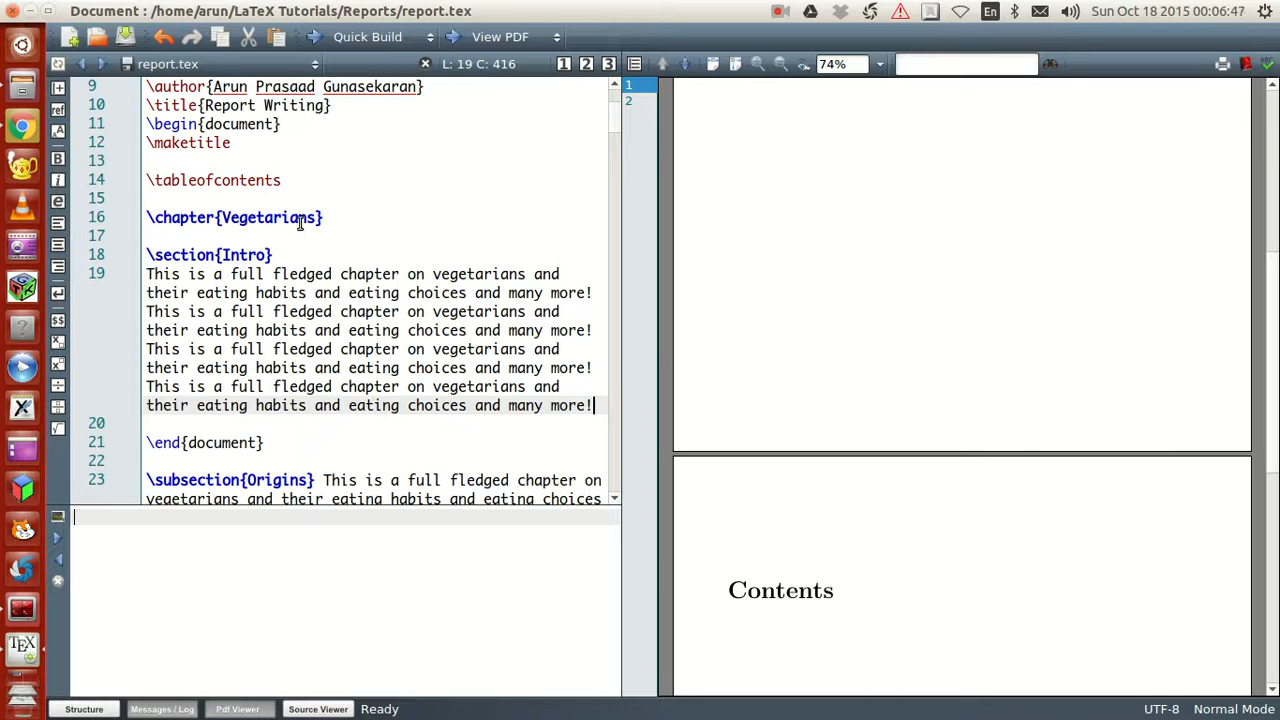 Document : /home/arun/LaTeX Tutorials/Reports/report.tex
En
Sun Oct 18 2015 00:06:47
Quick Build
View PDF
report.tex
L: 19 C: 416
1
2
3
74%
1
2
9 \author{Arun Prasaad Gunasekaran}
10 \title{Report Writing}
11 \begin{document}
12 \maketitle
13
14 \tableofcontents
15
16 \chapter{Vegetarians}
17
18 \section{Intro}
19 This is a full fledged chapter on vegetarians and
their eating habits and eating choices and many more!
This is a full fledged chapter on vegetarians and
their eating habits and eating choices and many more!
This is a full fledged chapter on vegetarians and
their eating habits and eating choices and many more!
This is a full fledged chapter on vegetarians and
their eating habits and eating choices and many more!
20
21 \end{document}
22
23 \subsection{Origins} This is a full fledged chapter on
vegetarians and their eating habits and eating choices
ref
B
i
e
$$
TEX
Contents
Structure
Messages / Log
Pdf Viewer
Source Viewer
Ready
UTF-8
Normal Mode